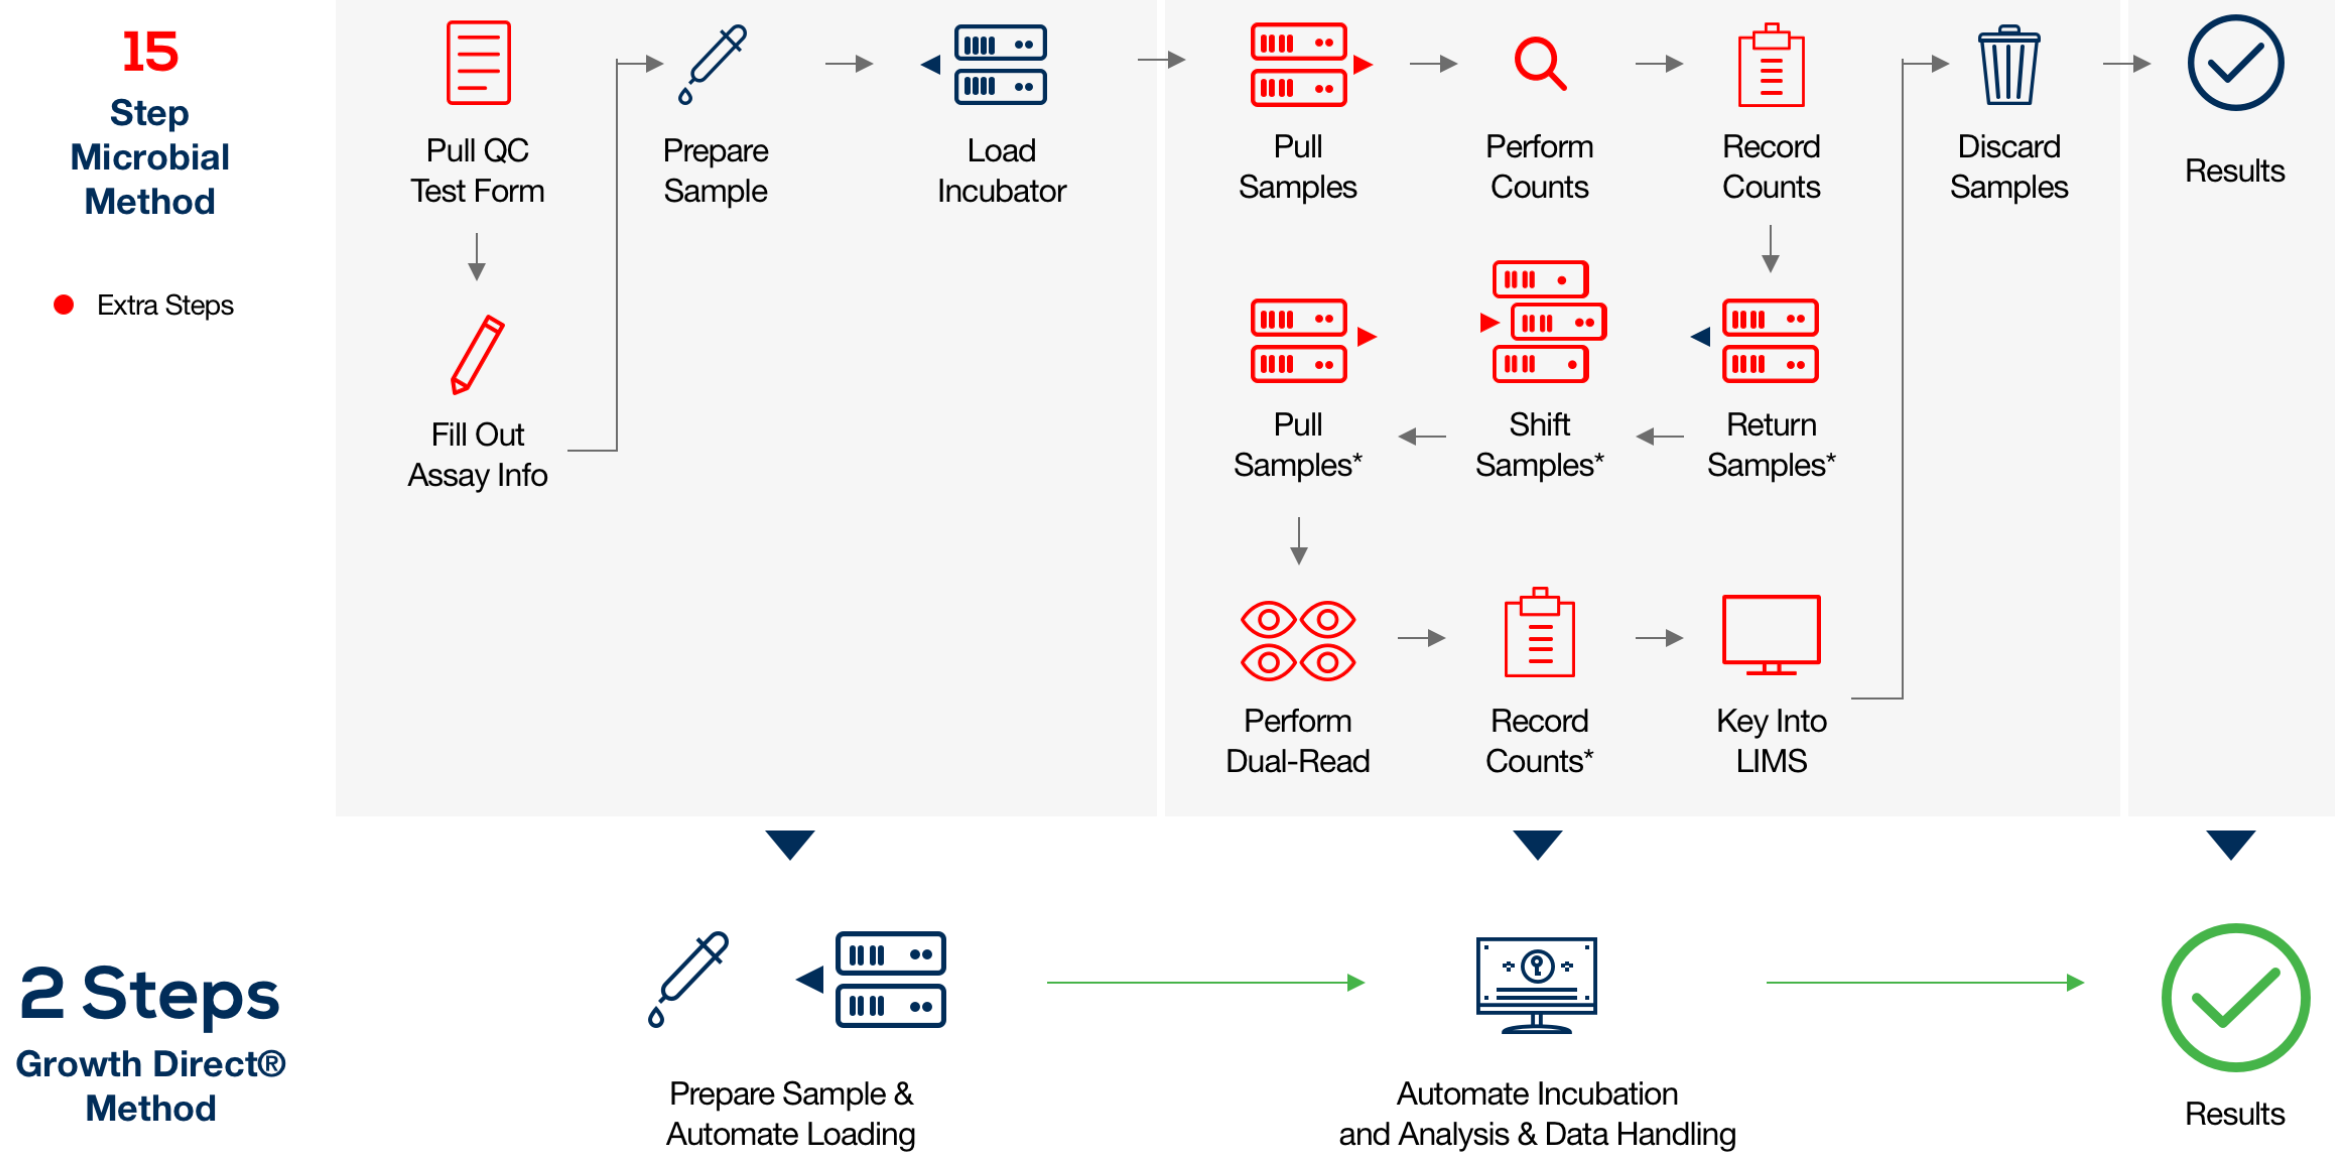 15
Step
Microbial
Method
Extra Steps
Pull QC
Test Form
Fill Out
Assay Info
Prepare
Sample
Load
Incubator
Pull
Samples
Perform
Counts
Record
Counts
Return
Samples*
Shift
Samples*
Pull
Samples*
Perform
Dual-Read
Record
Counts*
Key Into
LIMS
Discard
Samples
Results
2 Steps
Growth Direct®
Method
Prepare Sample &
Automate Loading
Automate Incubation
and Analysis & Data Handling
Results